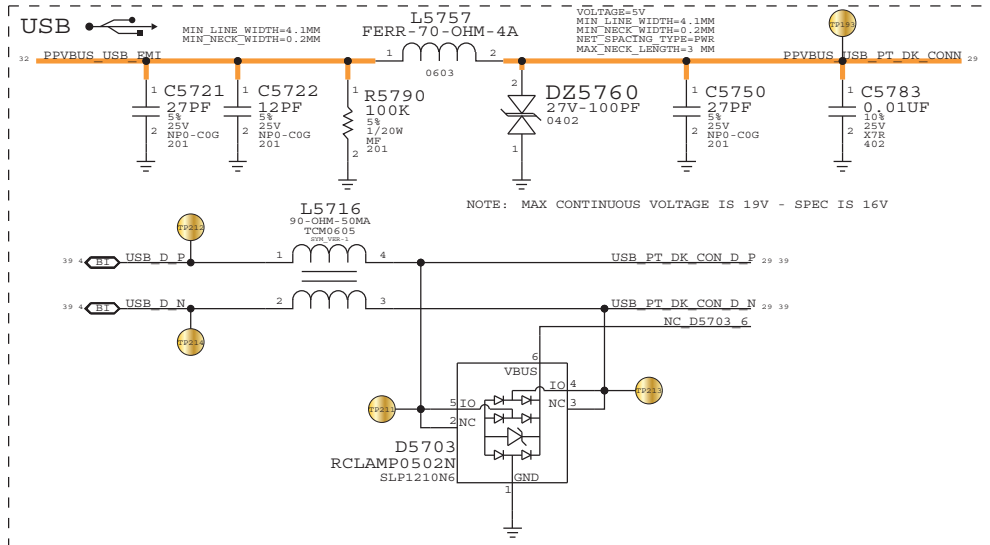 USB
MIN_LINE_WIDTH=4.1MM
MIN_NECK_WIDTH=0.2MM
L5757
FERR-70-OHM-4A
VOLTAGE=5V
MIN_LINE_WIDTH=4.1MM
MIN_NECK_WIDTH=0.2MM
NET_SPACING_TYPE=PWR
MAX_NECK_LENGTH=3 MM
TP193
32 PPVBUS_USB_EMI
1 2
0603
PPVBUS_USB_PT_DK_CONN 29
1 C5721
27PF
5%
2 25V
NP0-C0G
201
1 C5722
12PF
5%
2 25V
NP0-C0G
201
1 R5790
100K
5%
1/20W
MF
2 201
2 DZ5760
27V-100PF
0402
1
1 C5750
27PF
5%
2 25V
NP0-C0G
201
1 C5783
0.01UF
10%
2 25V
X7R
402
NOTE: MAX CONTINUOUS VOLTAGE IS 19V - SPEC IS 16V
L5716
90-OHM-50MA
TCM0605
SYM_VER-1
TP212
39 4 BI USB_D_P 1 4 USB_PT_DK_CON_D_P 29 39
39 4 BI USB_D_N 2 3 USB_PT_DK_CON_D_N 29 39
TP214
NC_D5703_6
6
VBUS
IO 4
NC 3
TP213
TP211
5 IO
2 NC
D5703
RCLAMP0502N
SLP1210N6
GND
1